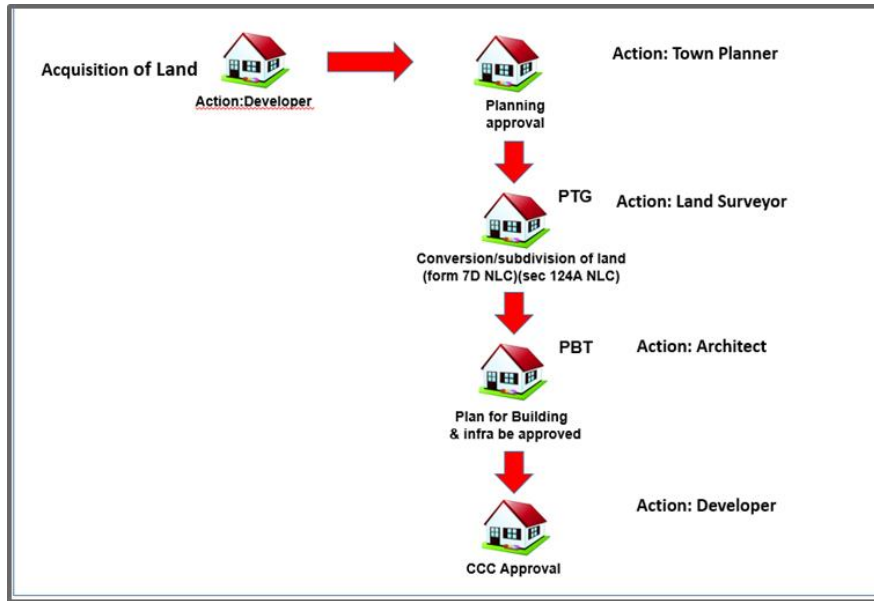 Acquisition of Land
Action:Developer
Action: Town Planner
Planning
approval
PTG
Action: Land Surveyor
Conversion/subdivision of land
(form 7D NLC)(sec 124A NLC)
PBT
Action: Architect
Plan for Building
& infra be approved
Action: Developer
CCC Approval